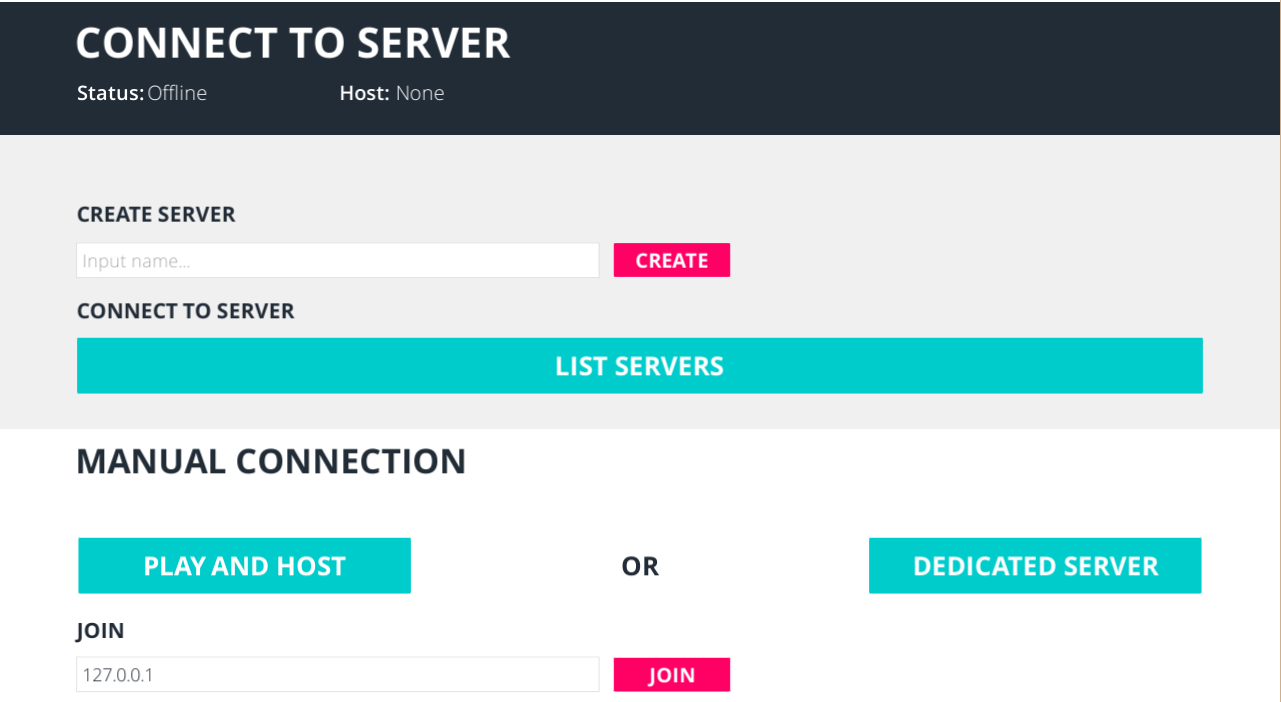 CONNECT TO SERVER
Status: Offline Host: None
CREATE SERVER
Input name... CREATE
CONNECT TO SERVER
LIST SERVERS
MANUAL CONNECTION
PLAY AND HOST OR DEDICATED SERVER
JOIN
127.0.0.1 JOIN